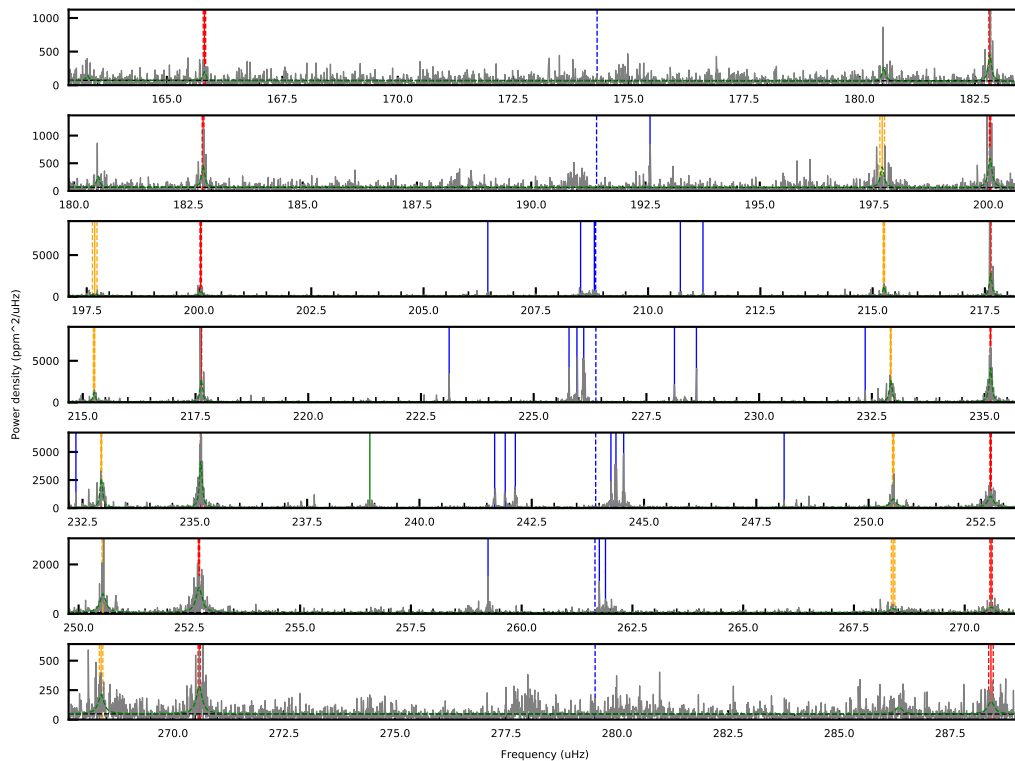 1000
500
0
165.0 167.5 170.0 172.5 175.0 177.5 180.0 182.5
1000
500
0
180.0 182.5 185.0 187.5 190.0 192.5 195.0 197.5 200.0
5000
0
197.5 200.0 202.5 205.0 207.5 210.0 212.5 215.0 217.5
Power density (ppm^2/uHz)
5000
0
215.0 217.5 220.0 222.5 225.0 227.5 230.0 232.5 235.0
5000
2500
0
232.5 235.0 237.5 240.0 242.5 245.0 247.5 250.0 252.5
2000
0
250.0 252.5 255.0 257.5 260.0 262.5 265.0 267.5 270.0
500
250
0
270.0 272.5 275.0 277.5 280.0 282.5 285.0 287.5
Frequency (uHz)